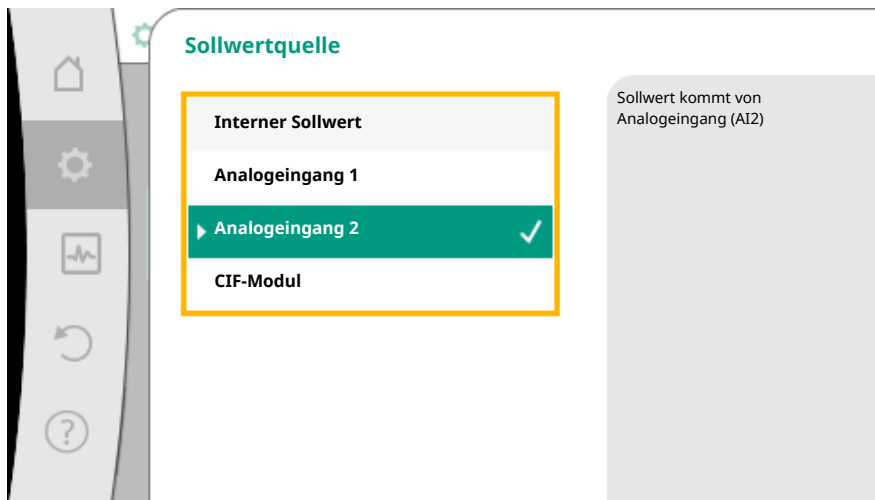 Sollwertquelle
Interner Sollwert
Analogeingang 1
Analogeingang 2
CIF-Modul
Sollwert kommt von
Analogeingang (AI2)
?